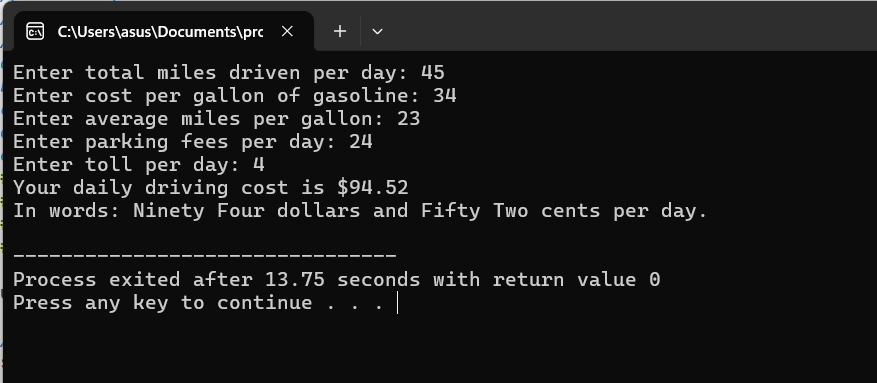 C:\Users\asus\Documents\prc
Enter total miles driven per day: 45
Enter cost per gallon of gasoline: 34
Enter average miles per gallon: 23
Enter parking fees per day: 24
Enter toll per day: 4
Your daily driving cost is $94.52
In words: Ninety Four dollars and Fifty Two cents per day.
--------------------------------
Process exited after 13.75 seconds with return value 0
Press any key to continue . . .